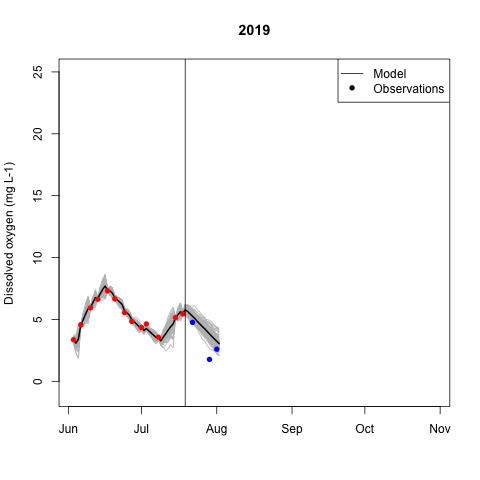 2019
Model
Observations
Dissolved oxygen (mg L-1)
25
20
15
10
5
0
Jun Jul Aug Sep Oct Nov